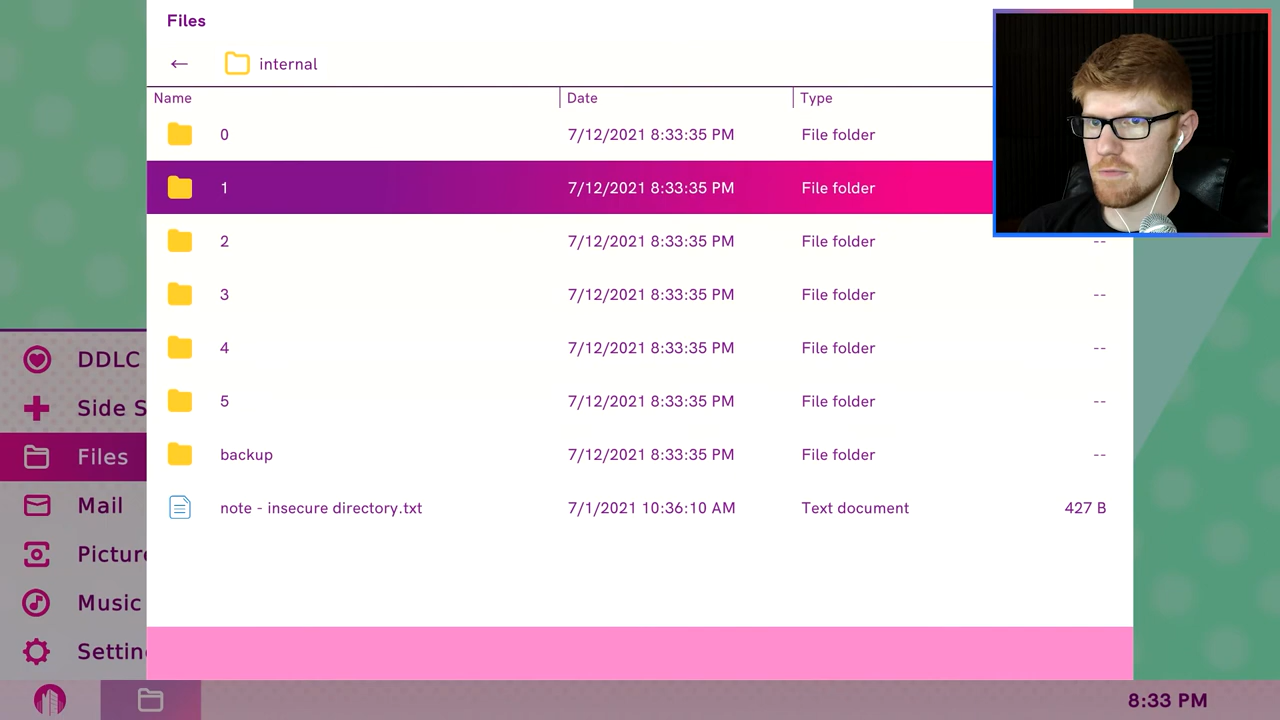 Files
← internal
Name Date Type
0 7/12/2021 8:33:35 PM File folder
1 7/12/2021 8:33:35 PM File folder
2 7/12/2021 8:33:35 PM File folder --
3 7/12/2021 8:33:35 PM File folder --
4 7/12/2021 8:33:35 PM File folder --
5 7/12/2021 8:33:35 PM File folder --
backup 7/12/2021 8:33:35 PM File folder --
note - insecure directory.txt 7/1/2021 10:36:10 AM Text document 427 B
DDLC
Side S
Files
Mail
Picture
Music
Settin
8:33 PM